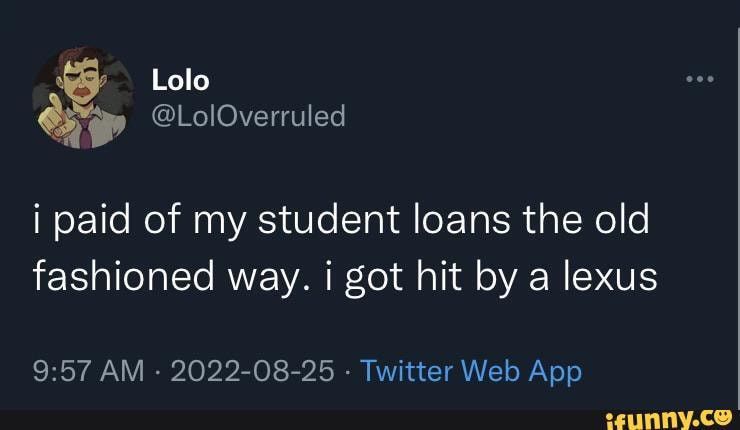 Lolo
@LolOverruled
i paid of my student loans the old
fashioned way. i got hit by a lexus
9:57 AM · 2022-08-25 · Twitter Web App
ifunny.co